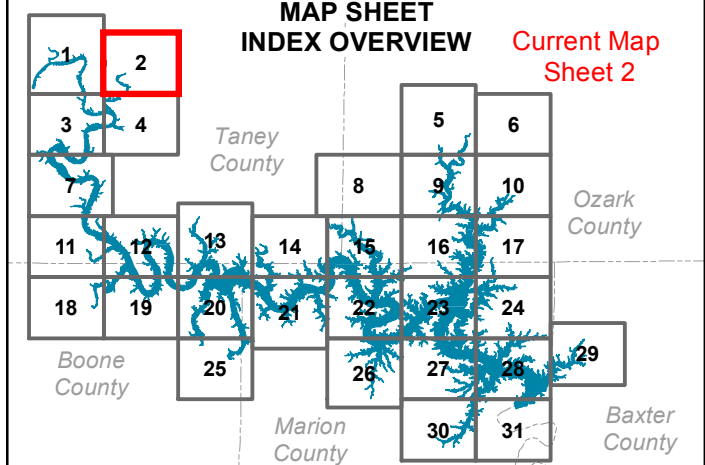 MAP SHEET
INDEX OVERVIEW
Current Map
Sheet 2
1
2
3
4
Taney
County
5
6
7
8
9
10
Ozark
County
11
12
13
14
15
16
17
18
19
20
21
22
23
24
Boone
County
25
26
27
28
29
Marion
County
30
31
Baxter
County